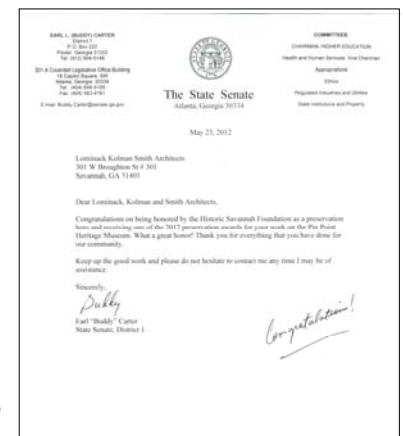 EARL L. (BUDDY) CARTER
District 1
P.O. Box 222
Pooler, Georgia 31322
301-A Coverdell Legislative Office Building
18 Capitol Square, SW
Atlanta, Georgia 30334
The State Senate
Atlanta, Georgia 30334
COMMITTEES
CHAIRMAN, HIGHER EDUCATION
Health and Human Services, Vice Chairman
Appropriations
Ethics
Regulated Industries and Utilities
State Institutions and Property
May 23, 2012
Lominack Kolman Smith Architects
301 W Broughton St # 301
Savannah, GA 31401
Dear Lominack, Kolman and Smith Architects,
Congratulations on being honored by the Historic Savannah Foundation as a preservation
hero and receiving one of the 2012 preservation awards for your work on the Pin Point
Heritage Museum. What a great honor! Thank you for everything that you have done for
our community.
Keep up the good work and please do not hesitate to contact me any time I may be of
assistance.
Sincerely,
Buddy
Earl "Buddy" Carter
State Senate, District 1
Congratulations!